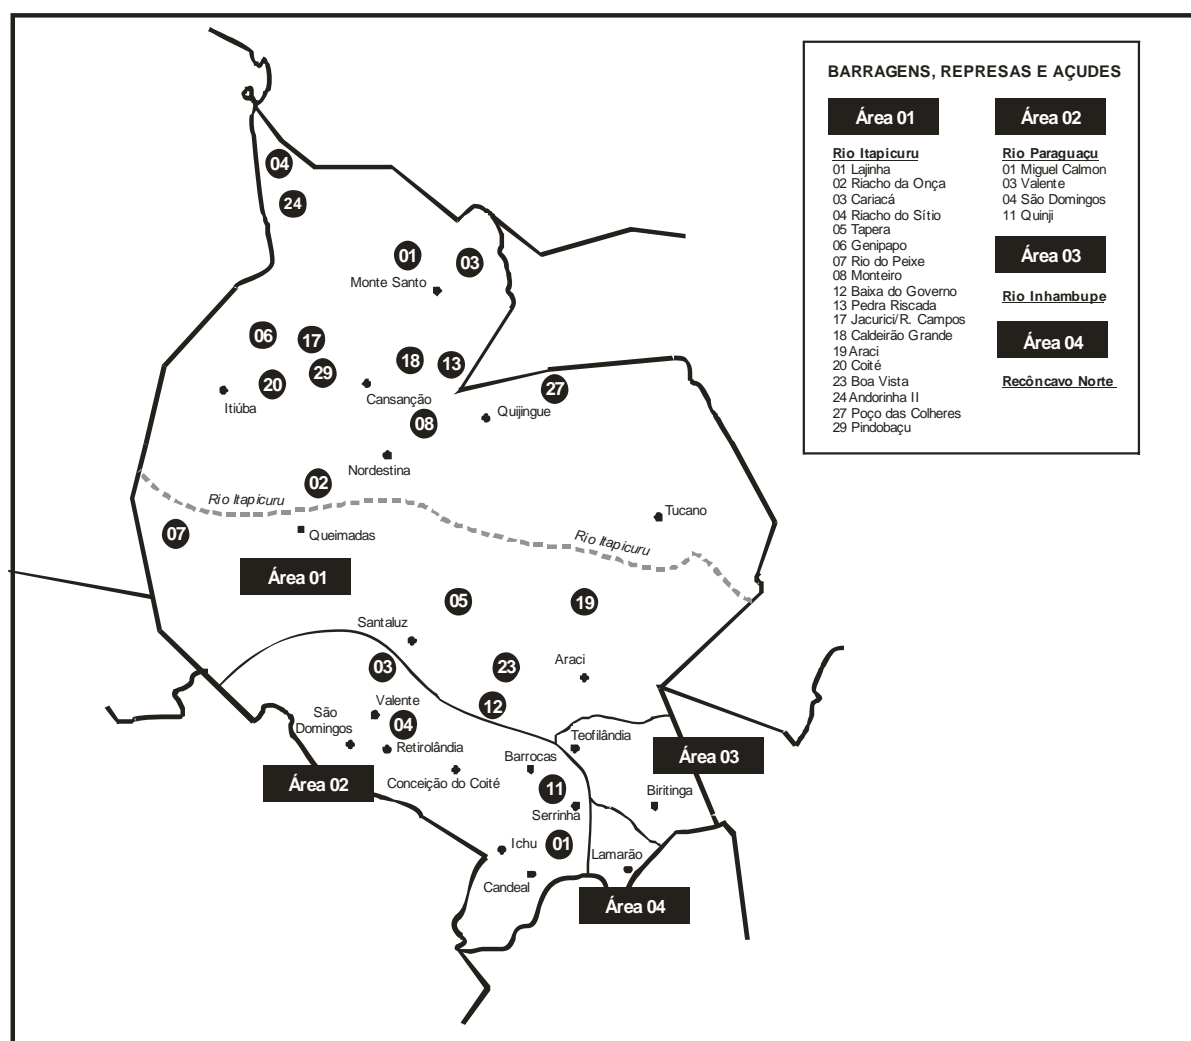 BARRAGENS, REPRESAS E AÇUDES
Área 01
Rio Itapicuru
01 Lajinha
02 Riacho da Onça
03 Cariacá
04 Riacho do Sítio
05 Tapera
06 Genipapo
07 Rio do Peixe
08 Monteiro
12 Baixa do Governo
13 Pedra Riscada
17 Jacurici/R. Campos
18 Caldeirão Grande
19 Araci
20 Coité
23 Boa Vista
24 Andorinha II
27 Poço das Colheres
29 Pindobaçu
Área 02
Rio Paraguaçu
01 Miguel Calmon
03 Valente
04 São Domingos
11 Quinji
Área 03
Rio Inhambupe
Área 04
Recôncavo Norte
04
24
01
03
Monte Santo
06
17
18
13
29
20
27
Itiúba
Cansanção
Quijingue
08
Nordestina
02
Rio Itapicuru
Tucano
07
Queimadas
Rio Itapicuru
Área 01
05
19
Santaluz
03
23
Araci
Valente
12
São
Domingos
04
Retirolândia
Teofilândia
Barrocas
Área 03
Área 02
Conceição do Coité
11
Biritinga
Serrinha
Ichu
01
Lamarão
Candeal
Área 04